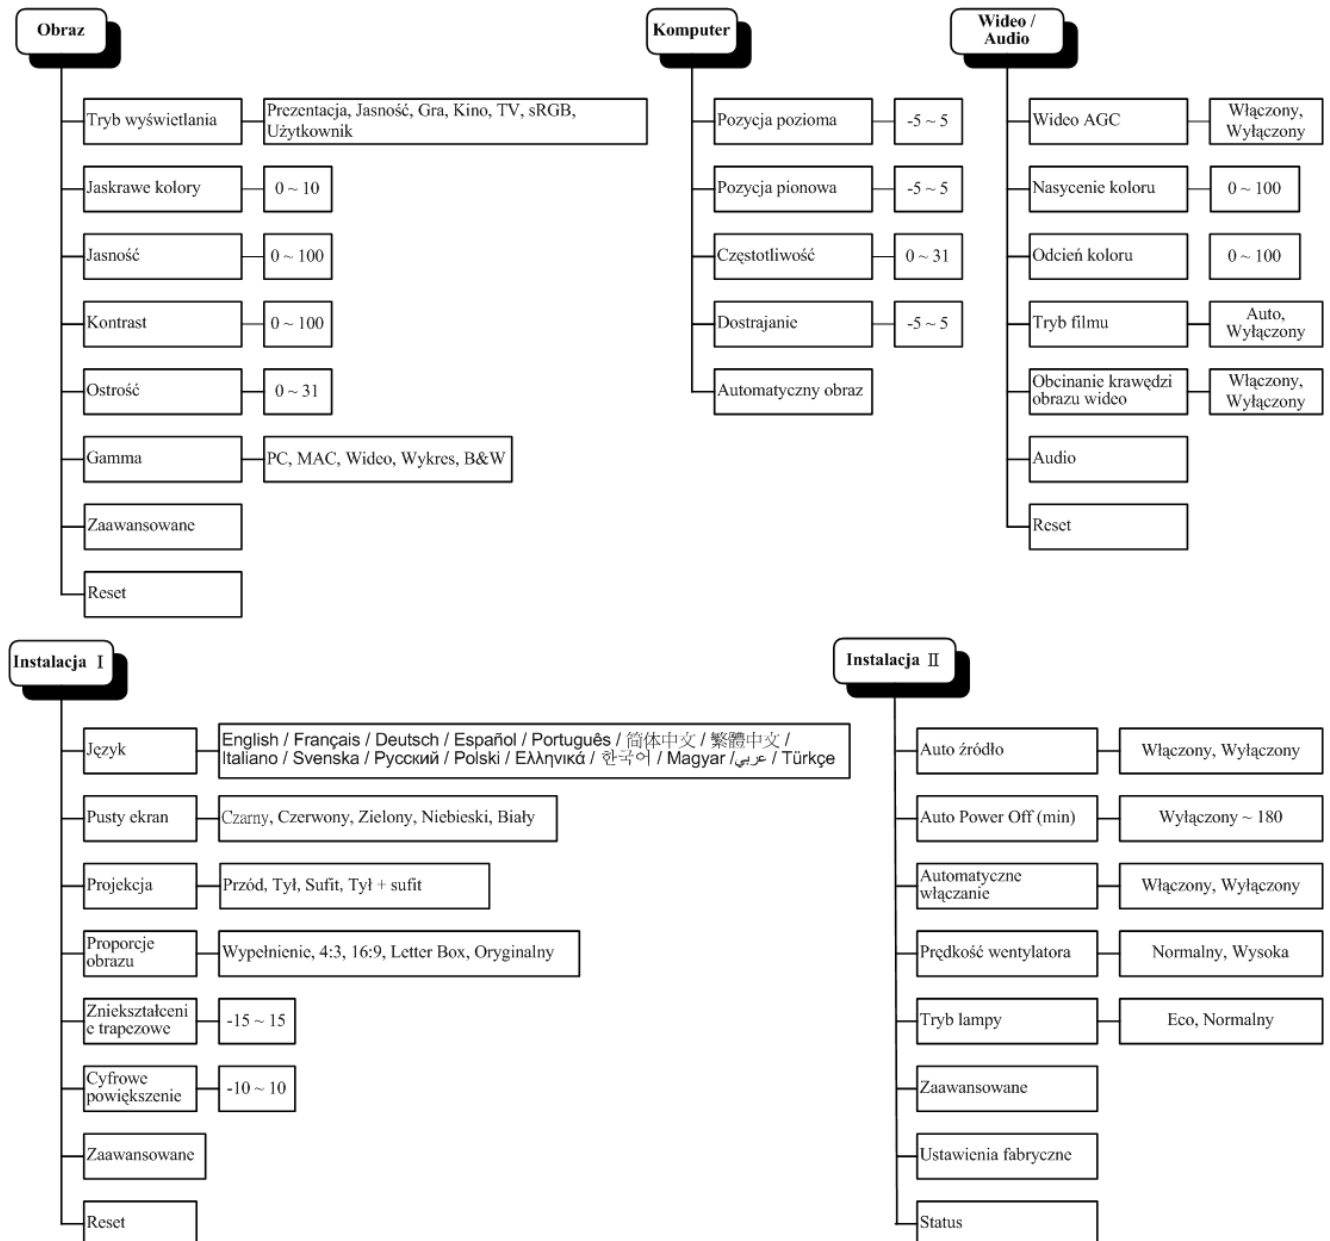 Obraz
Tryb wyświetlania
Prezentacja, Jasność, Gra, Kino, TV, sRGB,
Użytkownik
Jaskrawe kolory
0 ~ 10
Jasność
0 ~ 100
Kontrast
0 ~ 100
Ostrość
0 ~ 31
Gamma
PC, MAC, Wideo, Wykres, B&W
Zaawansowane
Reset
Komputer
Pozycja pozioma
-5 ~ 5
Pozycja pionowa
-5 ~ 5
Częstotliwość
0 ~ 31
Dostrajanie
-5 ~ 5
Automatyczny obraz
Wideo /
Audio
Wideo AGC
Włączony,
Wyłączony
Nasycenie koloru
0 ~ 100
Odcień koloru
0 ~ 100
Tryb filmu
Auto,
Wyłączony
Obcinanie krawędzi
obrazu wideo
Włączony,
Wyłączony
Audio
Reset
Instalacja Ⅰ
Język
English / Français / Deutsch / Español / Português / 简体中文 / 繁體中文 /
Italiano / Svenska / Русский / Polski / Ελληνικά / 한국어 / Magyar /عربي / Türkçe
Pusty ekran
Czarny, Czerwony, Zielony, Niebieski, Biały
Projekcja
Przód, Tył, Sufit, Tył + sufit
Proporcje
obrazu
Wypełnienie, 4:3, 16:9, Letter Box, Oryginalny
Zniekształceni
e trapezowe
-15 ~ 15
Cyfrowe
powiększenie
-10 ~ 10
Zaawansowane
Reset
Instalacja Ⅱ
Auto źródło
Włączony, Wyłączony
Auto Power Off (min)
Wyłączony ~ 180
Automatyczne
włączanie
Włączony, Wyłączony
Prędkość wentylatora
Normalny, Wysoka
Tryb lampy
Eco, Normalny
Zaawansowane
Ustawienia fabryczne
Status